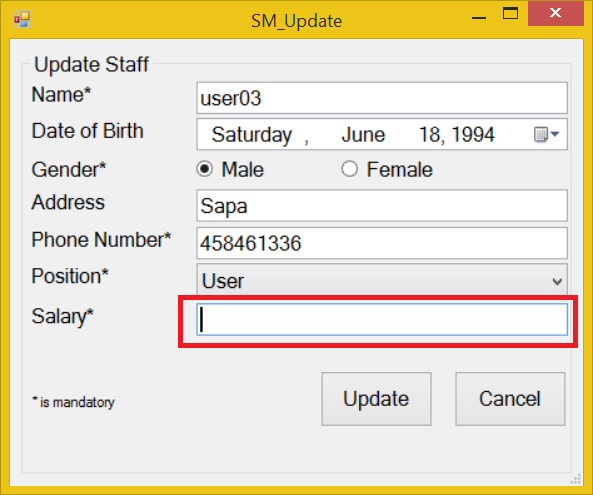 SM_Update
Update Staff
Name* user03
Date of Birth Saturday , June 18, 1994
Gender* Male Female
Address Sapa
Phone Number* 458461336
Position* User
Salary*
* is mandatory Update Cancel